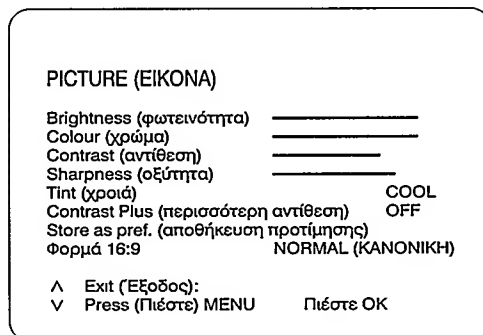 PICTURE (ΕΙΚΟΝΑ)
Brightness (φωτεινότητα)
Colour (χρώμα)
Contrast (αντίθεση)
Sharpness (οξύτητα)
Tint (χροιά) COOL
Contrast Plus (περισσότερη αντίθεση) OFF
Store as pref. (αποθήκευση προτίμησης)
Φορμά 16:9 NORMAL (ΚΑΝΟΝΙΚΗ)
Λ Exit (Έξοδος):
V Press (Πιέστε) MENU Πιέστε OK